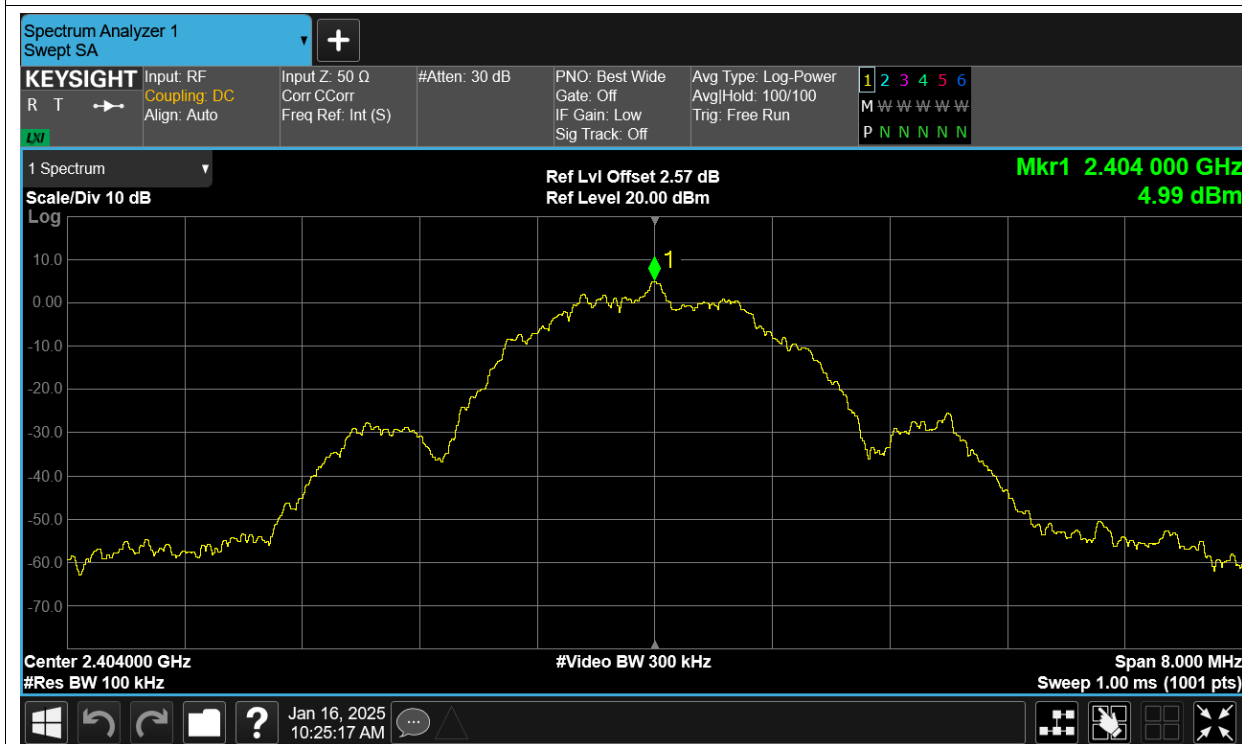 Spectrum Analyzer 1
Swept SA
+
KEYSIGHT
R T
LXI
Input: RF
Coupling: DC
Align: Auto
Input Z: 50 Ω
Corr CCorr
Freq Ref: Int (S)
#Atten: 30 dB
PNO: Best Wide
Gate: Off
IF Gain: Low
Sig Track: Off
Avg Type: Log-Power
Avg|Hold: 100/100
Trig: Free Run
1 2 3 4 5 6
M W W W W W
P N N N N N
1 Spectrum
Scale/Div 10 dB
Log
Ref Lvl Offset 2.57 dB
Ref Level 20.00 dBm
Mkr1 2.404 000 GHz
4.99 dBm
1
10.0
0.00
-10.0
-20.0
-30.0
-40.0
-50.0
-60.0
-70.0
Center 2.404000 GHz
#Res BW 100 kHz
#Video BW 300 kHz
Span 8.000 MHz
Sweep 1.00 ms (1001 pts)
?
Jan 16, 2025
10:25:17 AM